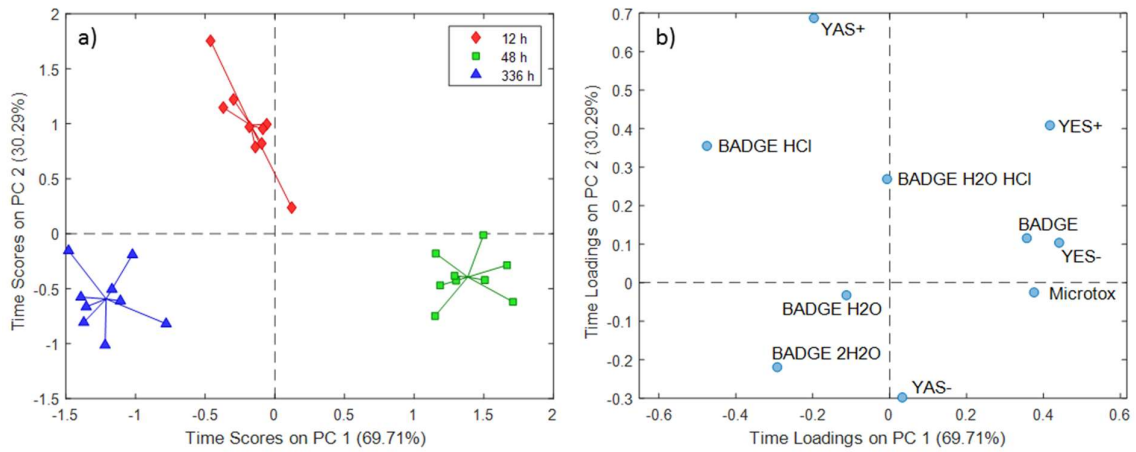 a)
12 h
48 h
336 h
2
1.5
1
0.5
0
-0.5
-1
-1.5
-1.5 -1 -0.5 0 0.5 1 1.5 2
Time Scores on PC 2 (30.29%)
Time Scores on PC 1 (69.71%)
b)
0.7
0.6
0.5
0.4
0.3
0.2
0.1
0
-0.1
-0.2
-0.3
-0.6 -0.4 -0.2 0 0.2 0.4 0.6
Time Loadings on PC 2 (30.29%)
Time Loadings on PC 1 (69.71%)
YAS+
YES+
BADGE HCl
BADGE H2O HCl
BADGE
YES-
Microtox
BADGE H2O
BADGE 2H2O
YAS-